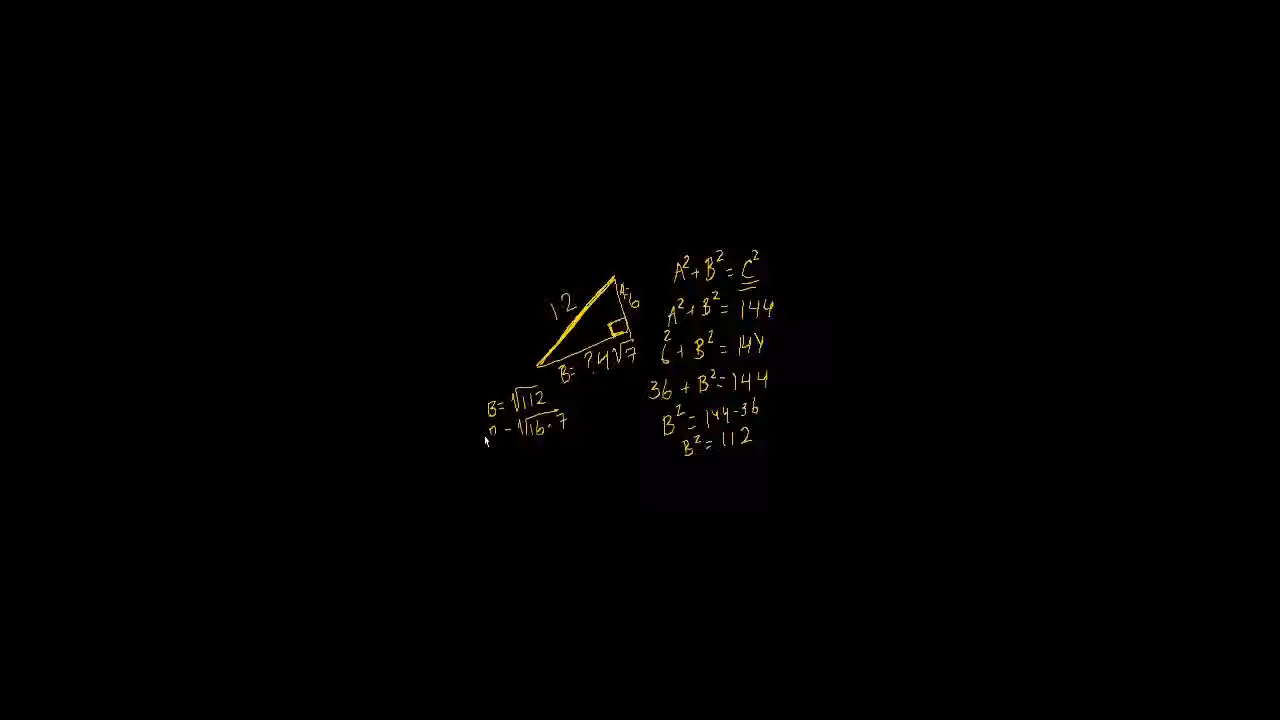 12
A=
6
B= ? 4√7
B= √112
B = √16 · 7
A² + B² = C²
A² + B² = 144
6² + B² = 144
36 + B² = 144
B² = 144-36
B² = 112